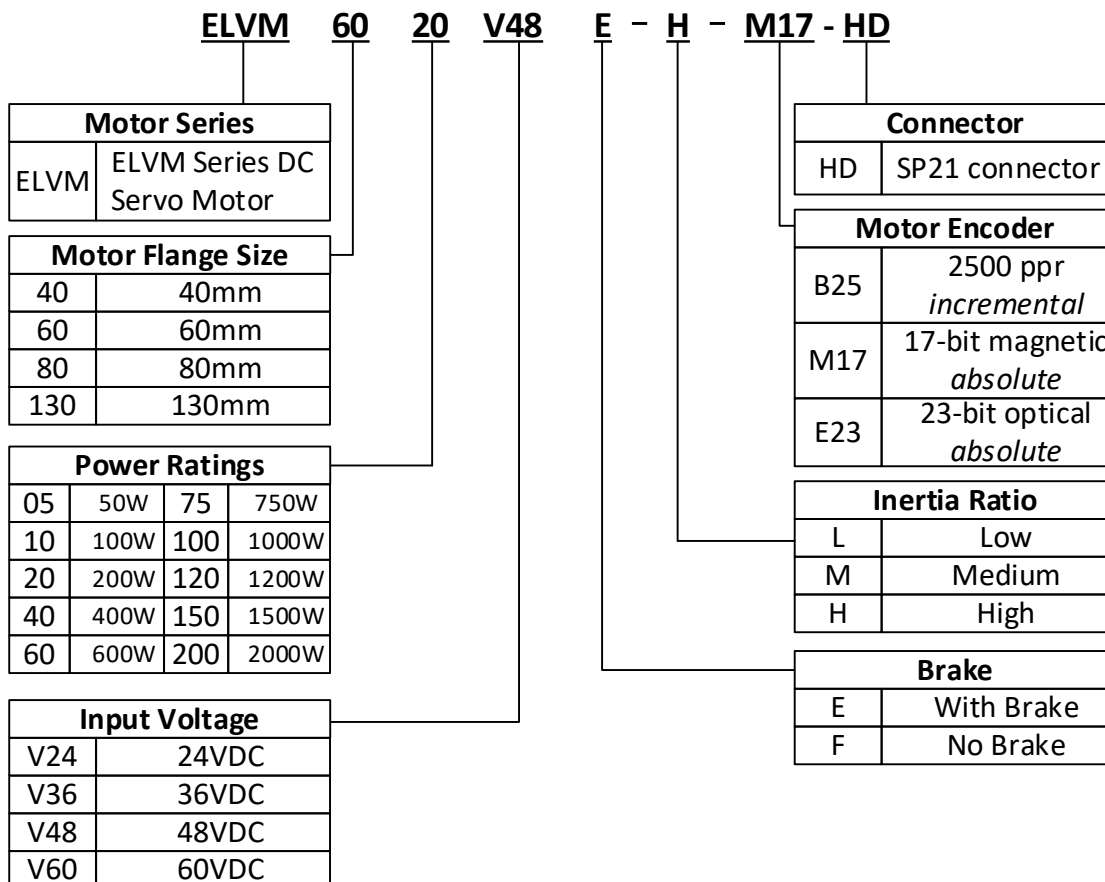 ELVM 60 20 V48 E – H – M17 - HD
Motor Series
ELVM ELVM Series DC
Servo Motor
Motor Flange Size
40 40mm
60 60mm
80 80mm
130 130mm
Power Ratings
05 50W 75 750W
10 100W 100 1000W
20 200W 120 1200W
40 400W 150 1500W
60 600W 200 2000W
Input Voltage
V24 24VDC
V36 36VDC
V48 48VDC
V60 60VDC
Connector
HD SP21 connector
Motor Encoder
B25 2500 ppr
incremental
M17 17-bit magnetic
absolute
E23 23-bit optical
absolute
Inertia Ratio
L Low
M Medium
H High
Brake
E With Brake
F No Brake